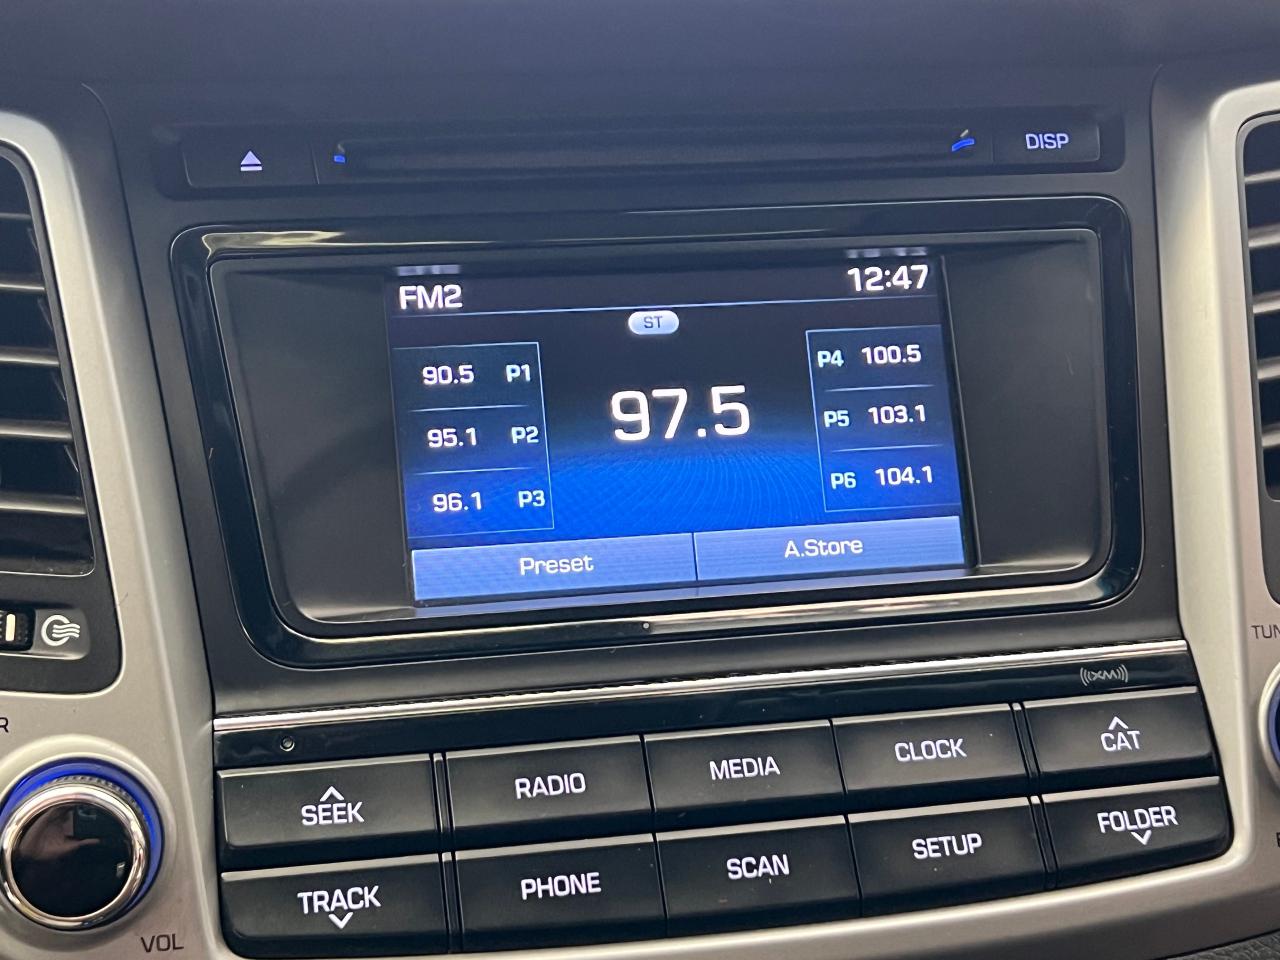 DISP
FM2 12:47
ST
90.5 P1
95.1 P2
96.1 P3
97.5
P4 100.5
P5 103.1
P6 104.1
Preset A.Store
((XM))
SEEK RADIO MEDIA CLOCK CAT
TRACK PHONE SCAN SETUP FOLDER
VOL